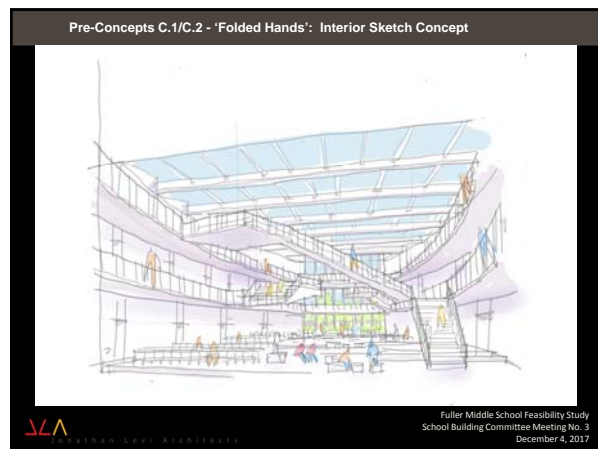 Pre-Concepts C.1/C.2 - ‘Folded Hands’: Interior Sketch Concept
JLA
Jonathan Levi Architects
Fuller Middle School Feasibility Study
School Building Committee Meeting No. 3
December 4, 2017